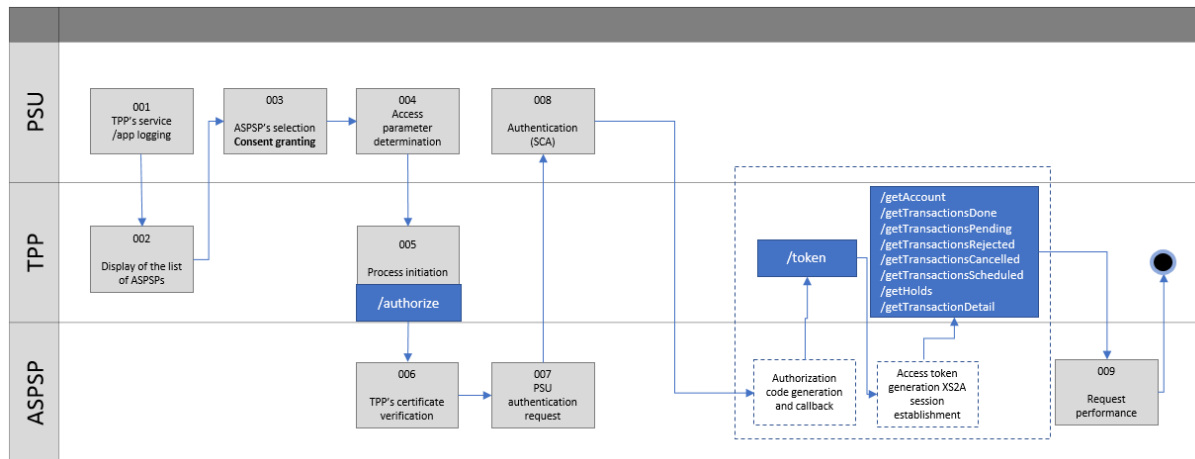 PSU
001
TPP's service
/app logging
003
ASPSP's selection
Consent granting
004
Access
parameter
determination
008
Authentication
(SCA)
TPP
002
Display of the list
of ASPSPs
005
Process initiation
/authorize
/token
/getAccount
/getTransactionsDone
/getTransactionsPending
/getTransactionsRejected
/getTransactionsCancelled
/getTransactionsScheduled
/getHolds
/getTransactionDetail
ASPSP
006
TPP's certificate
verification
007
PSU
authentication
request
Authorization
code generation
and callback
Access token
generation XS2A
session
establishment
009
Request
performance